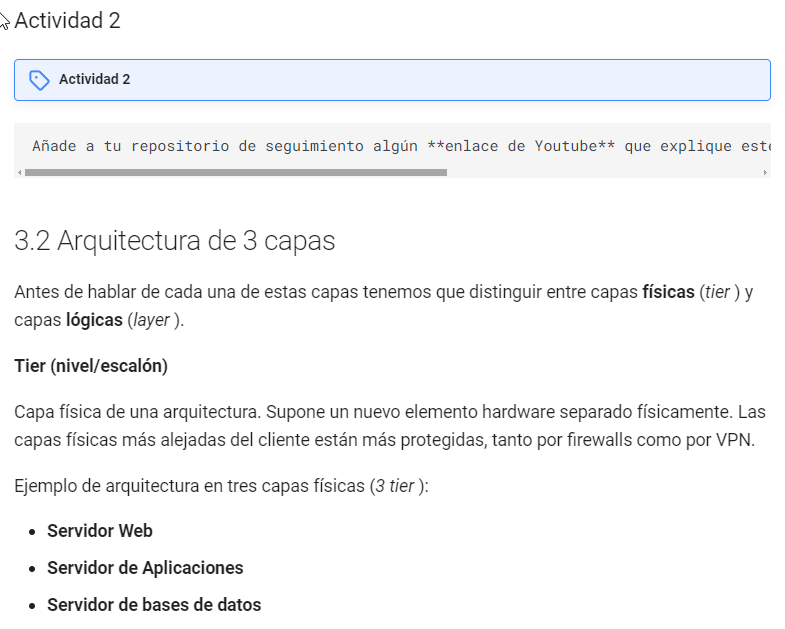 Actividad 2
Actividad 2
Añade a tu repositorio de seguimiento algún **enlace de Youtube** que explique este
3.2 Arquitectura de 3 capas
Antes de hablar de cada una de estas capas tenemos que distinguir entre capas físicas (tier ) y
capas lógicas (layer ).
Tier (nivel/escalón)
Capa física de una arquitectura. Supone un nuevo elemento hardware separado físicamente. Las
capas físicas más alejadas del cliente están más protegidas, tanto por firewalls como por VPN.
Ejemplo de arquitectura en tres capas físicas (3 tier ):
Servidor Web
Servidor de Aplicaciones
Servidor de bases de datos